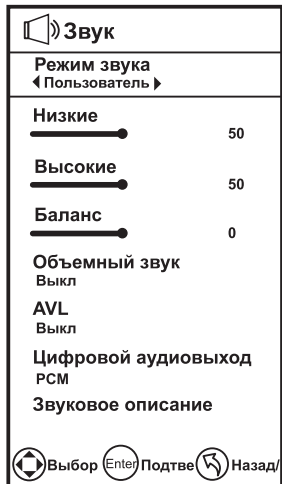 Звук
Режим звука
Пользователь
Низкие
50
Высокие
50
Баланс
0
Объемный звук
Выкл
AVL
Выкл
Цифровой аудиовыход
PCM
Звуковое описание
Выбор Enter Подтве Назад/